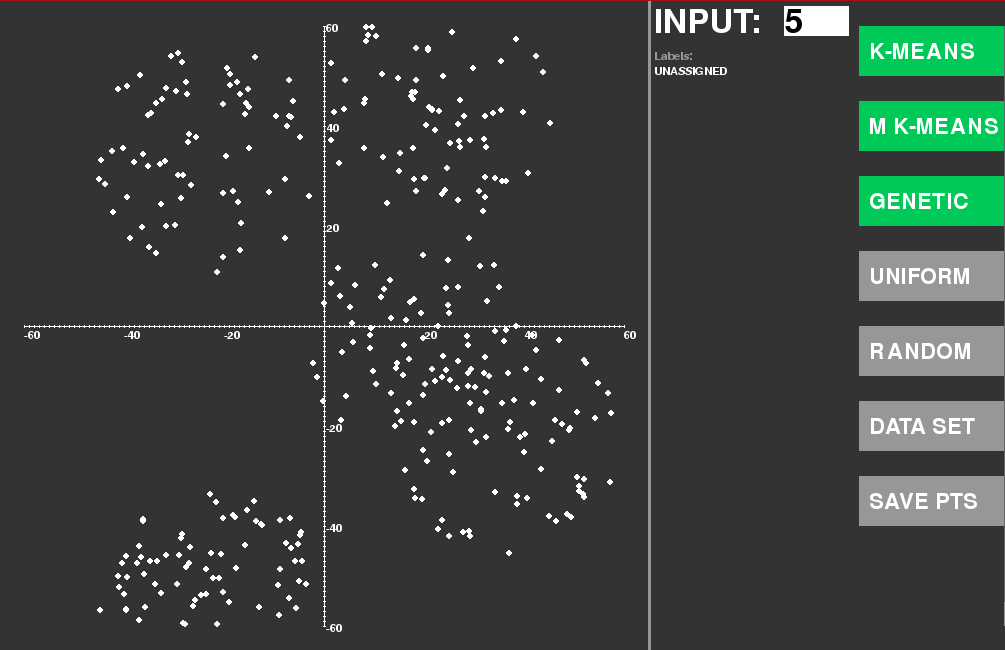 60
40
20
-60
-40
-20
20
40
60
-20
-40
-60
INPUT: 5
Labels:
UNASSIGNED
K-MEANS
M K-MEANS
GENETIC
UNIFORM
RANDOM
DATA SET
SAVE PTS